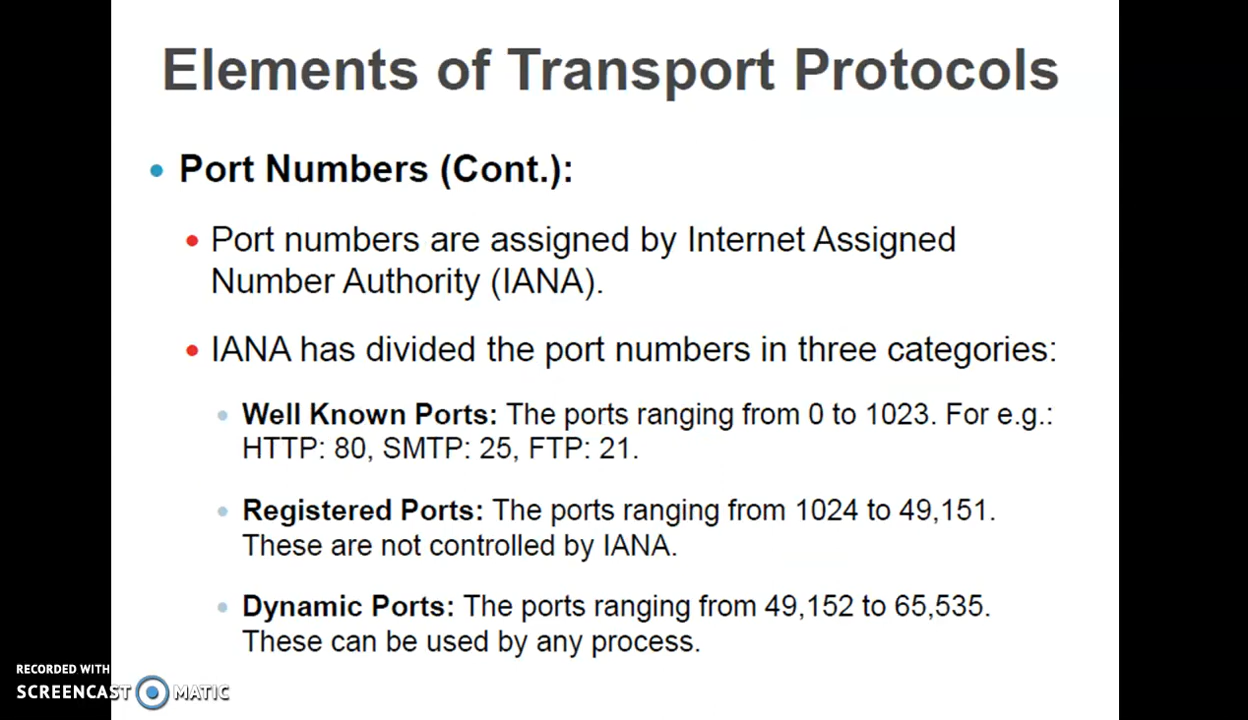 Elements of Transport Protocols
Port Numbers (Cont.):
Port numbers are assigned by Internet Assigned
Number Authority (IANA).
IANA has divided the port numbers in three categories:
Well Known Ports: The ports ranging from 0 to 1023. For e.g.:
HTTP: 80, SMTP: 25, FTP: 21.
Registered Ports: The ports ranging from 1024 to 49,151.
These are not controlled by IANA.
Dynamic Ports: The ports ranging from 49,152 to 65,535.
These can be used by any process.
RECORDED WITH
SCREENCAST MATIC